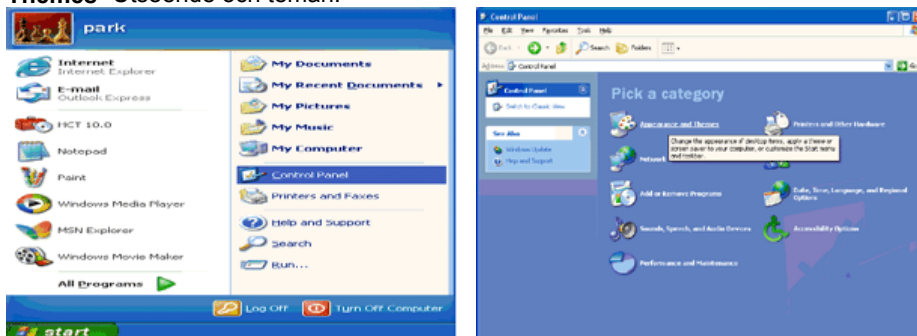 park
Internet
Internet Explorer
E-mail
Outlook Express
HCT 10.0
Notepad
Paint
Windows Media Player
MSN Explorer
Windows Movie Maker
All Programs
My Documents
My Recent Documents
My Pictures
My Music
My Computer
Control Panel
Printers and Faxes
Help and Support
Search
Run...
Log Off
Turn Off Computer
start
Control Panel
File Edit View Favorites Tools Help
Back
Search
Folders
Address
Control Panel
Go
Control Panel
Switch to Classic View
See Also
Windows Update
Help and Support
Pick a category
Appearance and Themes
Printers and Other Hardware
Change the appearance of desktop items, apply a theme or
screen saver to your computer, or customize the Start menu
and taskbar.
Network
Add or Remove Programs
Date, Time, Language, and Regional
Options
Sounds, Speech, and Audio Devices
Accessibility Options
Performance and Maintenance